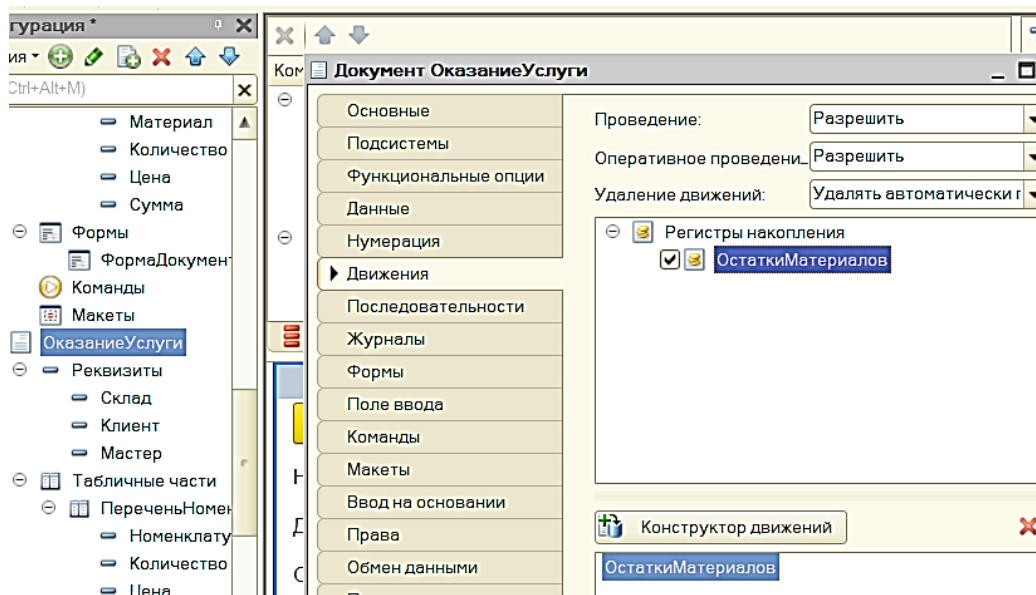 гурация *
ия
Ctrl+Alt+M)
Материал
Количество
Цена
Сумма
Формы
ФормаДокумент
Команды
Макеты
ОказаниеУслуги
Реквизиты
Склад
Клиент
Мастер
Табличные части
ПереченьНомен
Номенклату
Количество
Цена
Ком
Документ ОказаниеУслуги
Основные
Подсистемы
Функциональные опции
Данные
Нумерация
Движения
Последовательности
Журналы
Формы
Поле ввода
Команды
Макеты
Ввод на основании
Права
Обмен данными
Проведение: Разрешить
Оперативное проведени... Разрешить
Удаление движений: Удалять автоматически г
Регистры накопления
ОстаткиМатериалов
Конструктор движений
ОстаткиМатериалов